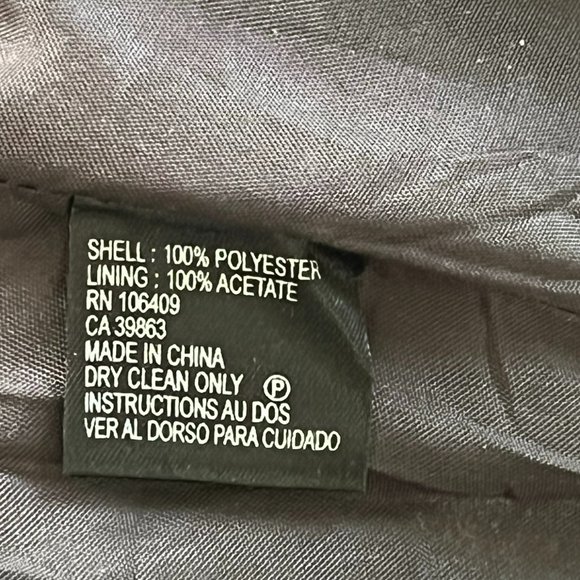 SHELL : 100% POLYESTER
LINING : 100% ACETATE
RN 106409
CA 39863
MADE IN CHINA
DRY CLEAN ONLY Ⓟ
INSTRUCTIONS AU DOS
VER AL DORSO PARA CUIDADO